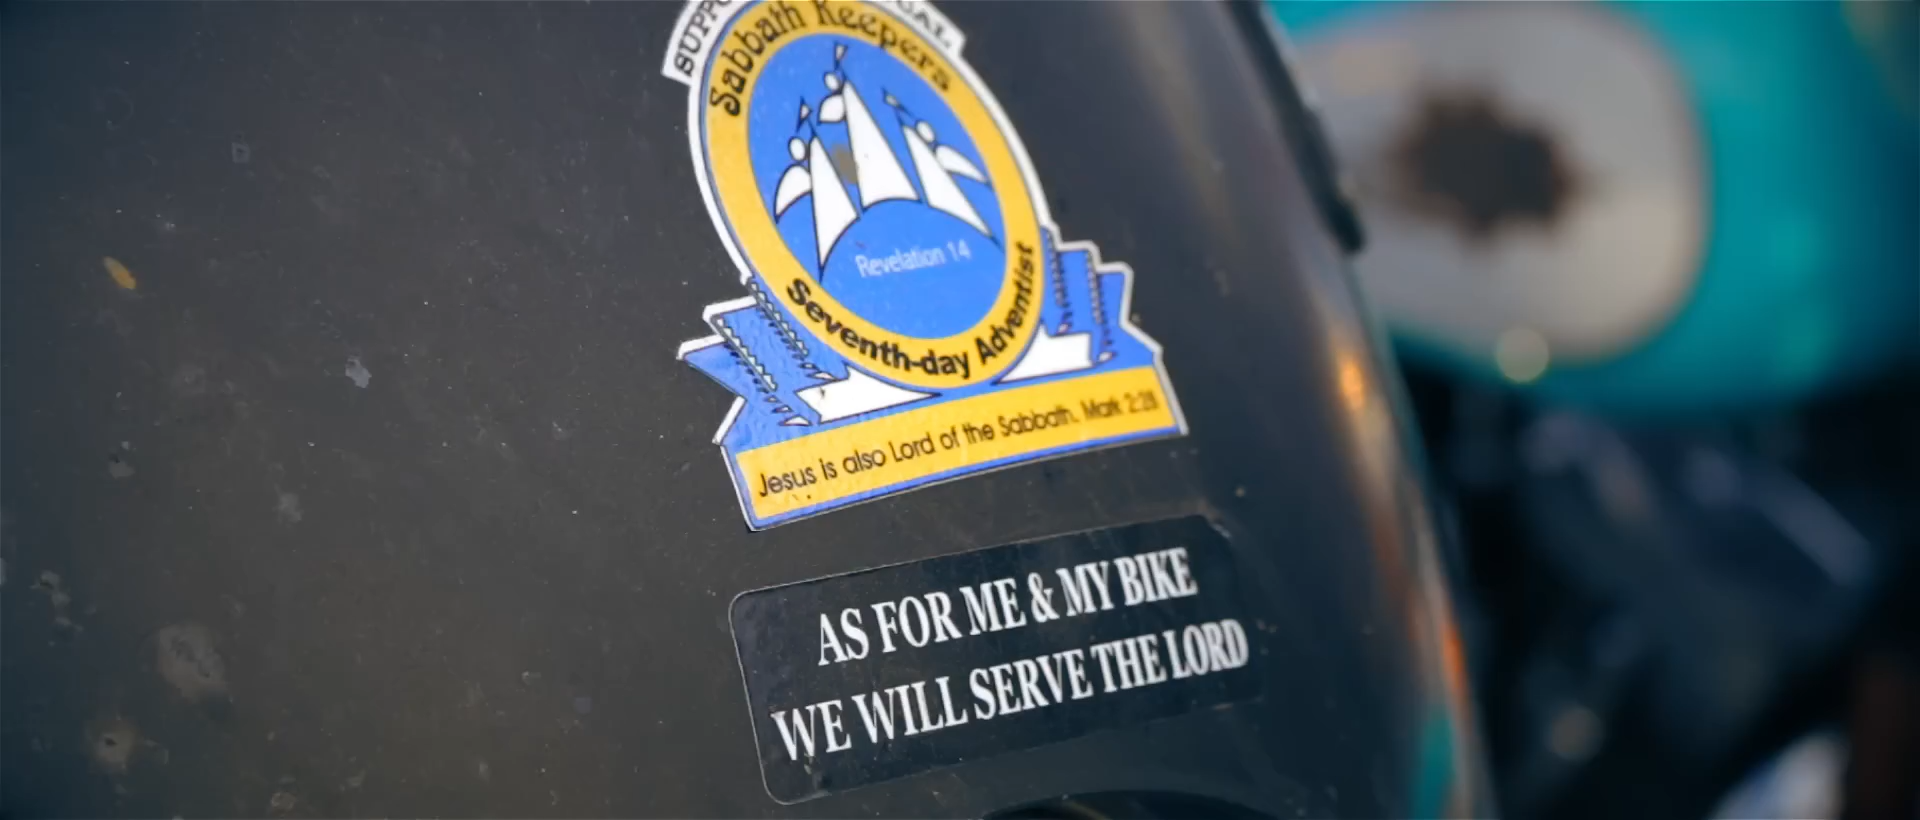 Sabbath Keepers
Revelation 14
Seventh-day Adventist
Jesus is also Lord of the Sabbath. Mark 2:28
AS FOR ME & MY BIKE
WE WILL SERVE THE LORD